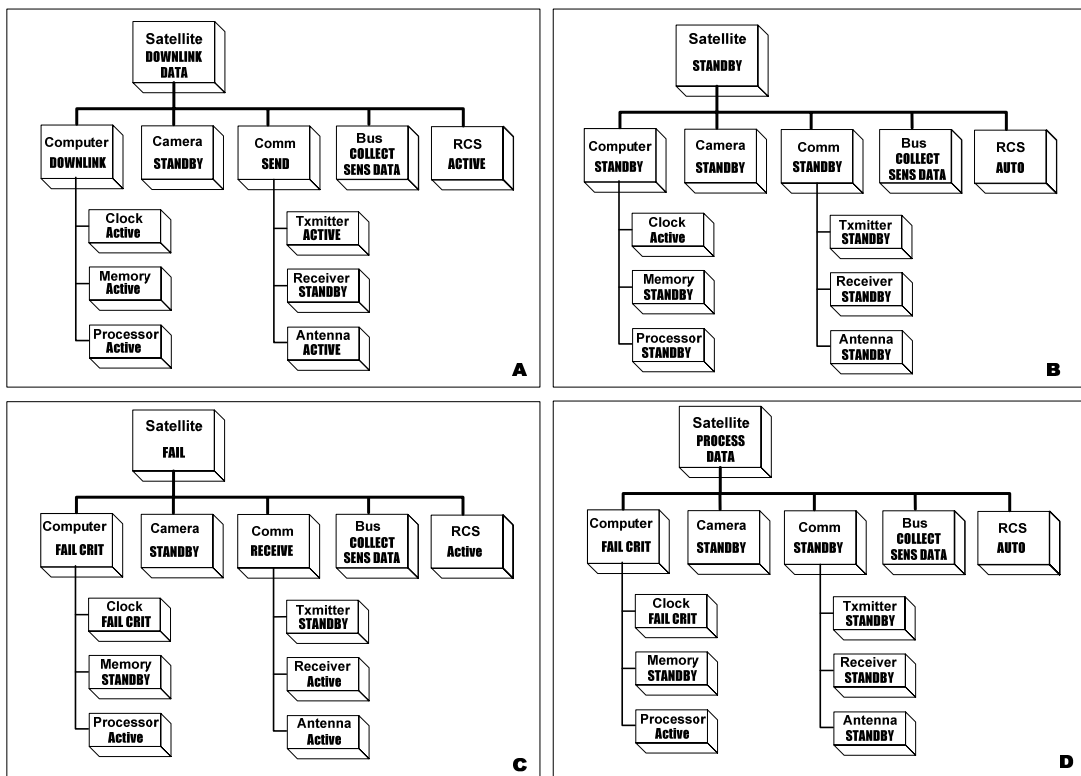 Satellite
DOWNLINK
DATA
Computer
DOWNLINK
Camera
STANDBY
Comm
SEND
Bus
COLLECT
SENS DATA
RCS
ACTIVE
Clock
Active
Memory
Active
Processor
Active
Txmitter
ACTIVE
Receiver
STANDBY
Antenna
ACTIVE
A
Satellite
STANDBY
Computer
STANDBY
Camera
STANDBY
Comm
STANDBY
Bus
COLLECT
SENS DATA
RCS
AUTO
Clock
Active
Memory
STANDBY
Processor
STANDBY
Txmitter
STANDBY
Receiver
STANDBY
Antenna
STANDBY
B
Satellite
FAIL
Computer
FAIL CRIT
Camera
STANDBY
Comm
RECEIVE
Bus
COLLECT
SENS DATA
RCS
Active
Clock
FAIL CRIT
Memory
STANDBY
Processor
Active
Txmitter
STANDBY
Receiver
Active
Antenna
Active
C
Satellite
PROCESS
DATA
Computer
FAIL CRIT
Camera
STANDBY
Comm
STANDBY
Bus
COLLECT
SENS DATA
RCS
AUTO
Clock
FAIL CRIT
Memory
STANDBY
Processor
Active
Txmitter
STANDBY
Receiver
STANDBY
Antenna
STANDBY
D